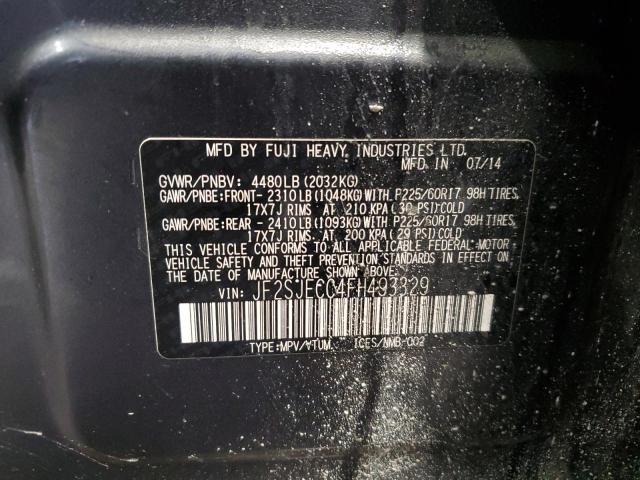 MFD BY FUJI HEAVY INDUSTRIES LTD.
MFD IN 07/14
GVWR/PNBV: 4480LB(2032KG)
GAWR/PNBE:FRONT- 2310LB(1048KG)WITH P225/60R17 98H TIRES,
17X7J RIMS, AT 210 KPA( 30 PSI)COLD
GAWR/PNBE:REAR - 2410LB(1093KG)WITH P225/60R17 98H TIRES,
17X7J RIMS, AT 200 KPA( 29 PSI)COLD
THIS VEHICLE CONFORMS TO ALL APPLICABLE FEDERAL MOTOR
VEHICLE SAFETY AND THEFT PREVENTION STANDARDS IN EFFECT ON
THE DATE OF MANUFACTURE SHOWN ABOVE.
VIN: JF2SJECC4FH493329
TYPE:MPV/VTUM. ICES/NMB-002